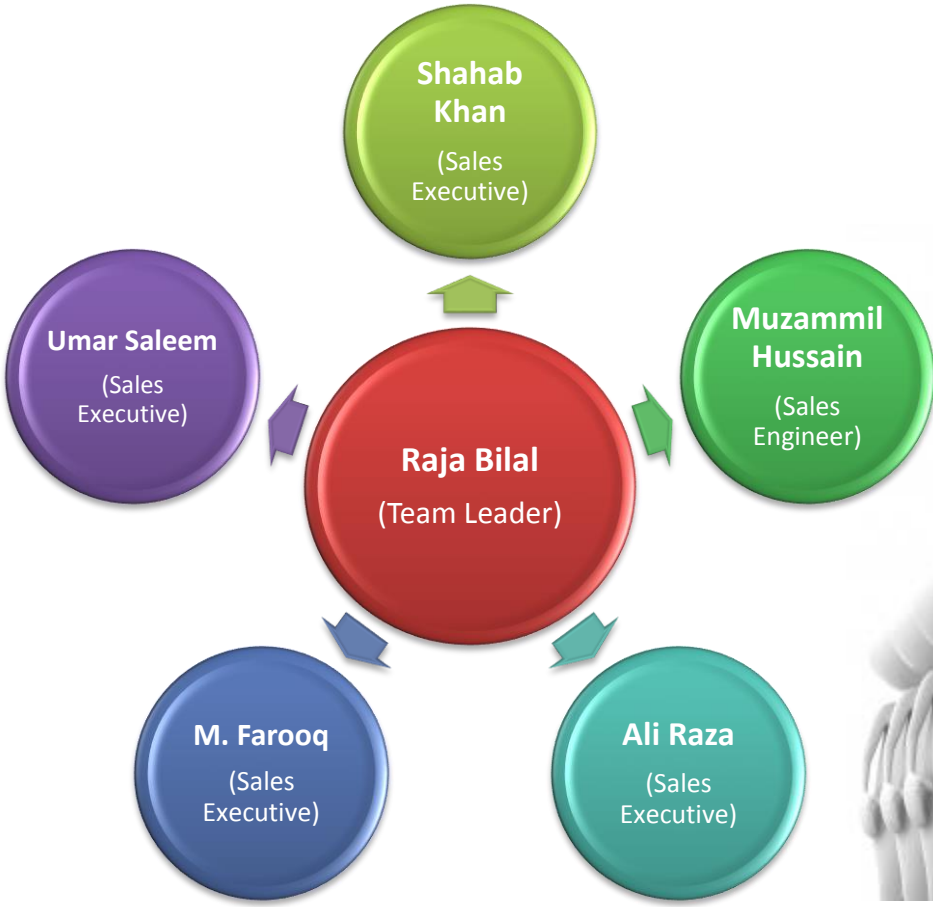 Shahab
Khan
(Sales
Executive)
Umar Saleem
(Sales
Executive)
Muzammil
Hussain
(Sales
Engineer)
Raja Bilal
(Team Leader)
M. Farooq
(Sales
Executive)
Ali Raza
(Sales
Executive)